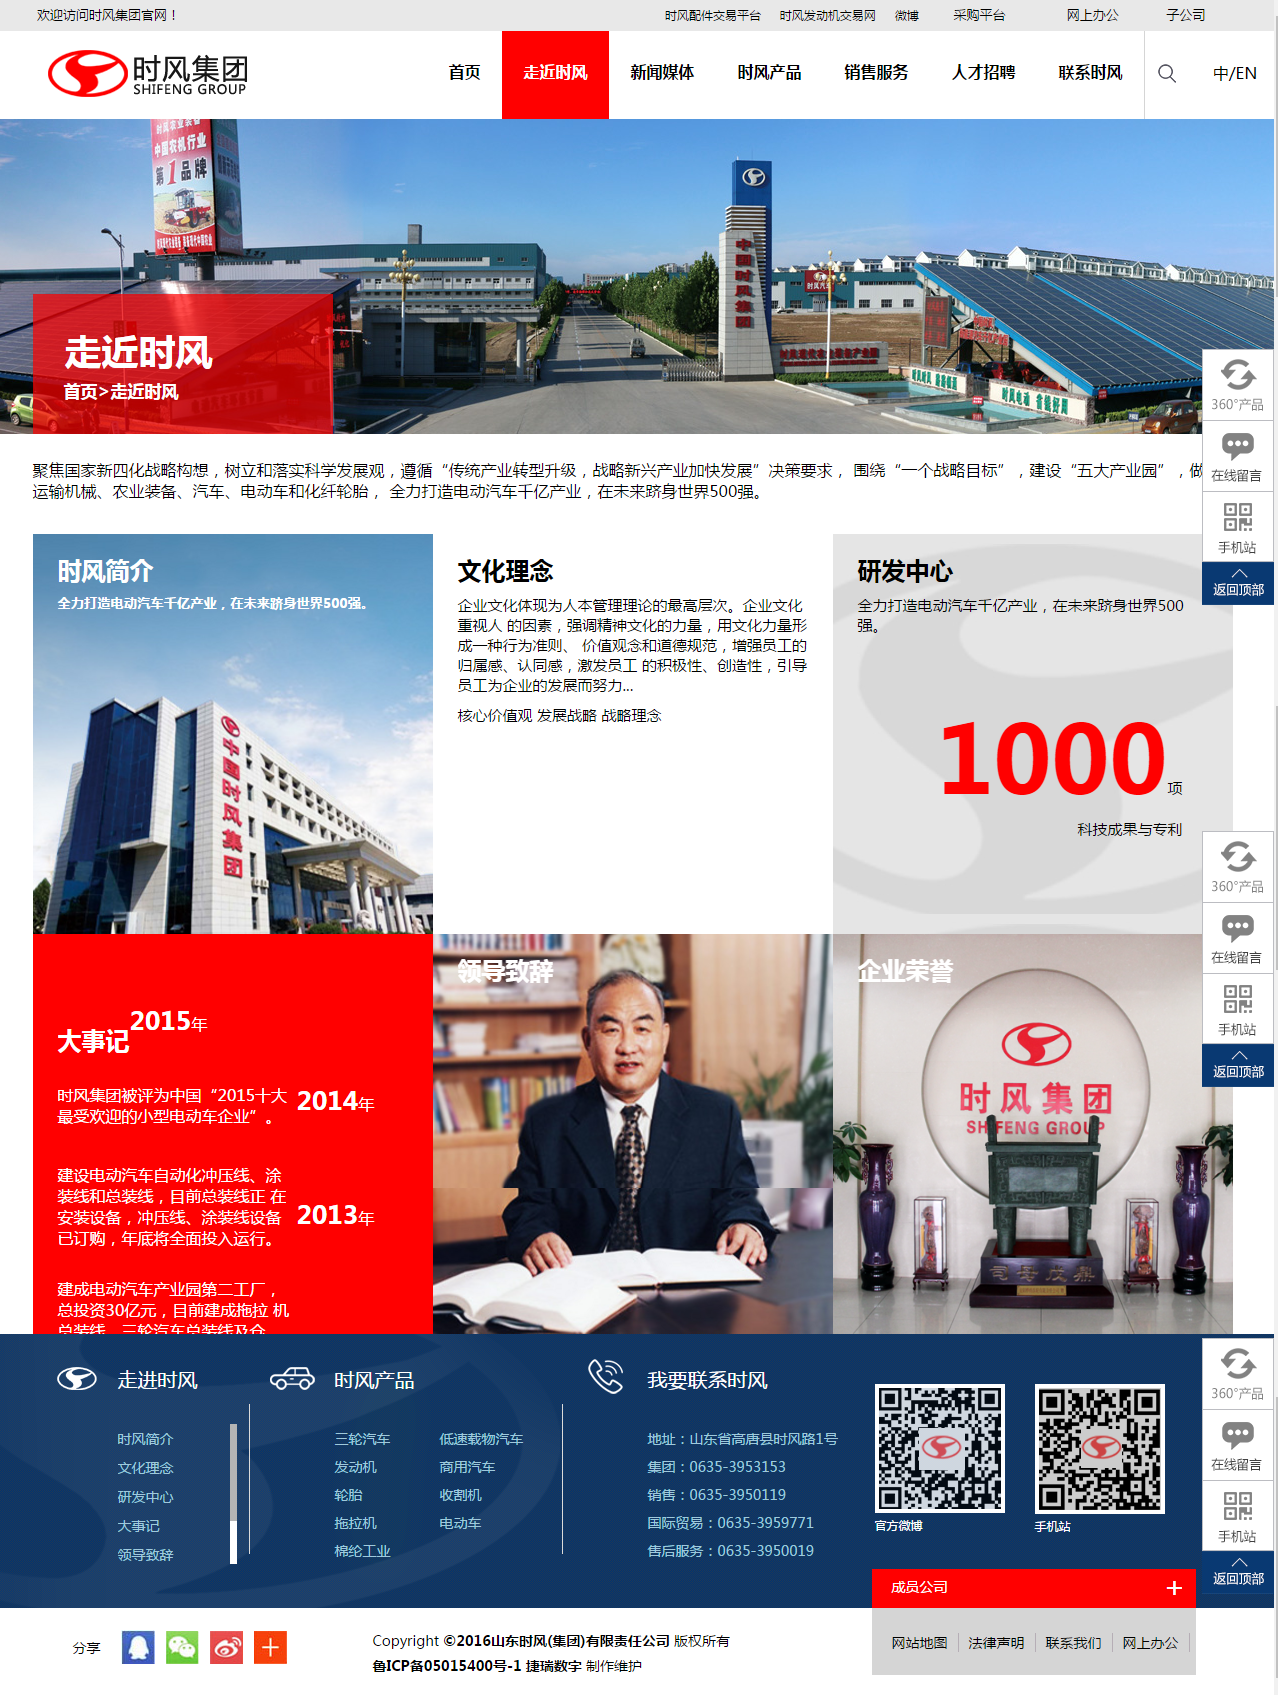 欢迎访问时风集团官网！
时风配件交易平台 时风发动机交易网 微博 采购平台 网上办公 子公司
时风集团
SHIFENG GROUP
首页 走近时风 新闻媒体 时风产品 销售服务 人才招聘 联系时风 中/EN
时风农业装备
中国农机行业
第1品牌
中国时风集团
走近时风
首页>走近时风
360°产品
在线留言
手机站
返回顶部
聚焦国家新四化战略构想，树立和落实科学发展观，遵循“传统产业转型升级，战略新兴产业加快发展”决策要求， 围绕“一个战略目标”，建设“五大产业园”，做
运输机械、农业装备、汽车、电动车和化纤轮胎， 全力打造电动汽车千亿产业，在未来跻身世界500强。
时风简介
全力打造电动汽车千亿产业，在未来跻身世界500强。
中国时风集团
文化理念
企业文化体现为人本管理理论的最高层次。企业文化
重视人 的因素，强调精神文化的力量，用文化力量形
成一种行为准则、 价值观念和道德规范，增强员工的
归属感、认同感，激发员工 的积极性、创造性，引导
员工为企业的发展而努力...
核心价值观 发展战略 战略理念
研发中心
全力打造电动汽车千亿产业，在未来跻身世界500
强。
1000项
科技成果与专利
360°产品
在线留言
手机站
返回顶部
大事记
2015年
时风集团被评为中国“2015十大
最受欢迎的小型电动车企业”。
2014年
建设电动汽车自动化冲压线、涂
装线和总装线，目前总装线正 在
安装设备，冲压线、涂装线设备
已订购，年底将全面投入运行。
2013年
建成电动汽车产业园第二工厂，
总投资30亿元，目前建成拖拉 机
总装线、三轮汽车总装线及仓
领导致辞
企业荣誉
时风集团
SHIFENG GROUP
司母戊鼎
走进时风
时风简介
文化理念
研发中心
大事记
领导致辞
时风产品
三轮汽车 低速载物汽车
发动机 商用汽车
轮胎 收割机
拖拉机 电动车
棉纶工业
我要联系时风
地址：山东省高唐县时风路1号
集团：0635-3953153
销售：0635-3950119
国际贸易：0635-3959771
售后服务：0635-3950019
官方微博 手机站
360°产品
在线留言
手机站
返回顶部
成员公司
网站地图 法律声明 联系我们 网上办公
分享
Copyright ©2016山东时风(集团)有限责任公司 版权所有
鲁ICP备05015400号-1 捷瑞数字 制作维护